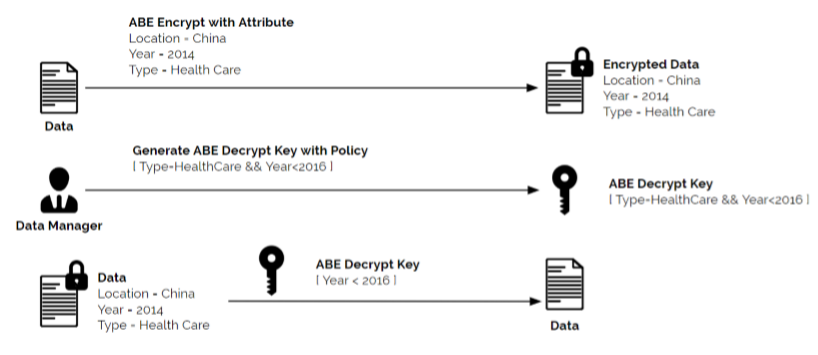 ABE Encrypt with Attribute
Location - China
Year - 2014
Type - Health Care
Data
Encrypted Data
Location - China
Year - 2014
Type - Health Care
Generate ABE Decrypt Key with Policy
[ Type-HealthCare && Year<2016 ]
Data Manager
ABE Decrypt Key
[ Type-HealthCare && Year<2016 ]
Data
Location - China
Year - 2014
Type - Health Care
ABE Decrypt Key
[ Year < 2016 ]
Data